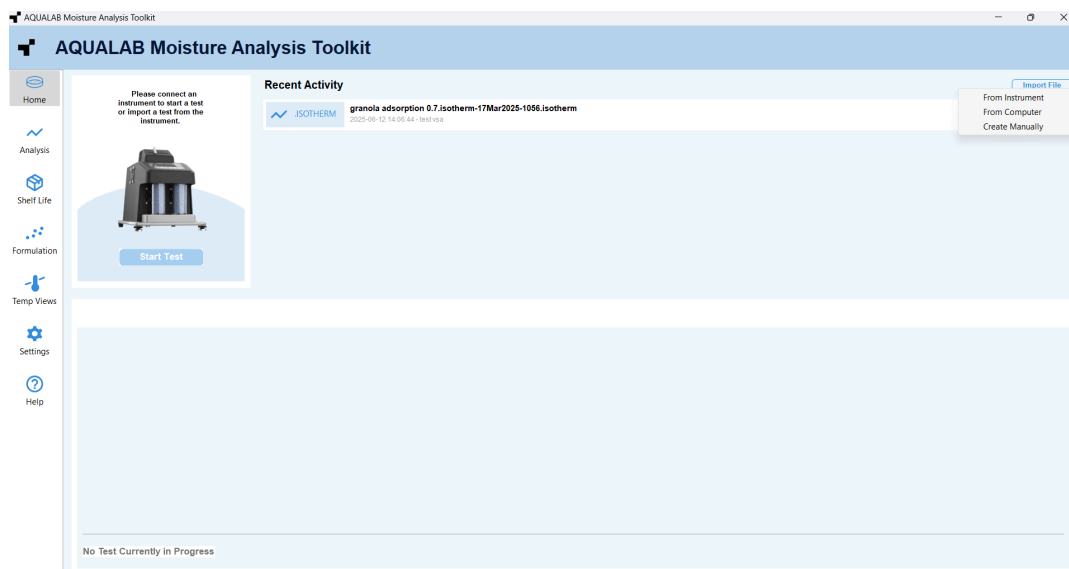 AQUALAB Moisture Analysis Toolkit
AQUALAB Moisture Analysis Toolkit
Home
Analysis
Shelf Life
Formulation
Temp Views
Settings
Help
Please connect an
instrument to start a test
or import a test from the
instrument.
Start Test
Recent Activity
Import File
From Instrument
From Computer
Create Manually
.ISOTHERM
granola adsorption 0.7.isotherm-17Mar2025-1056.isotherm
2025-06-12 14:06:44 - test vsa
No Test Currently in Progress